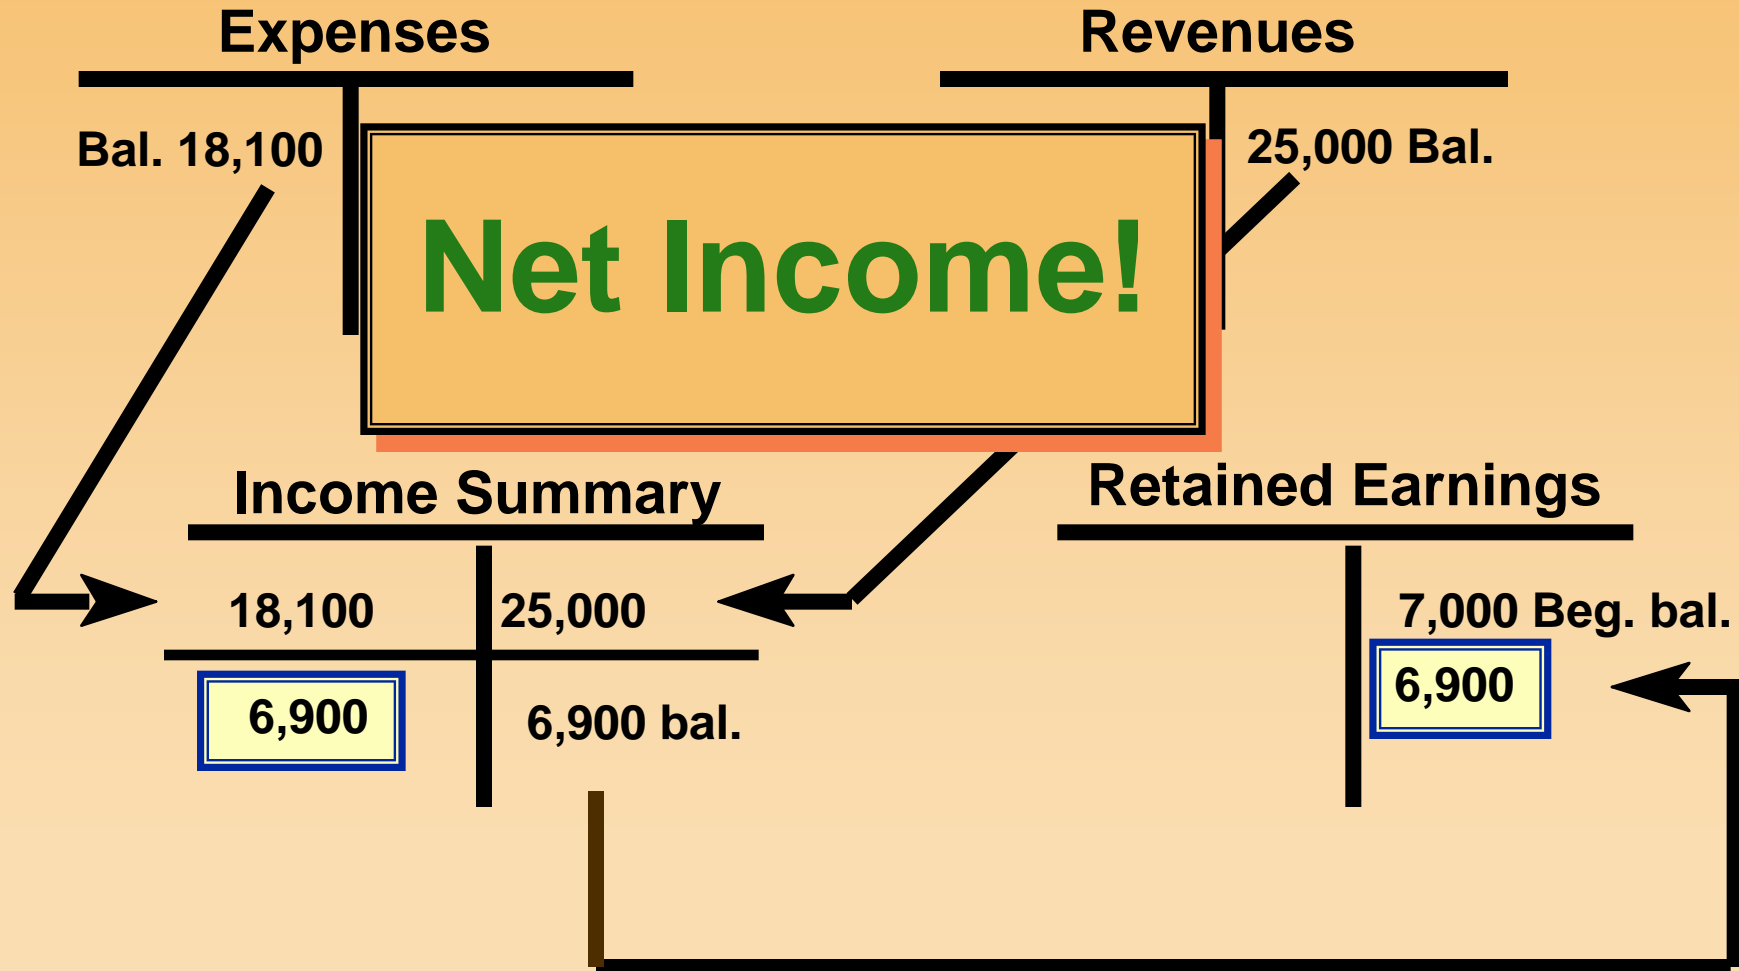 Expenses
Revenues
Bal. 18,100
25,000 Bal.
Net Income!
Income Summary
Retained Earnings
18,100
25,000
7,000 Beg. bal.
6,900
6,900 bal.
6,900